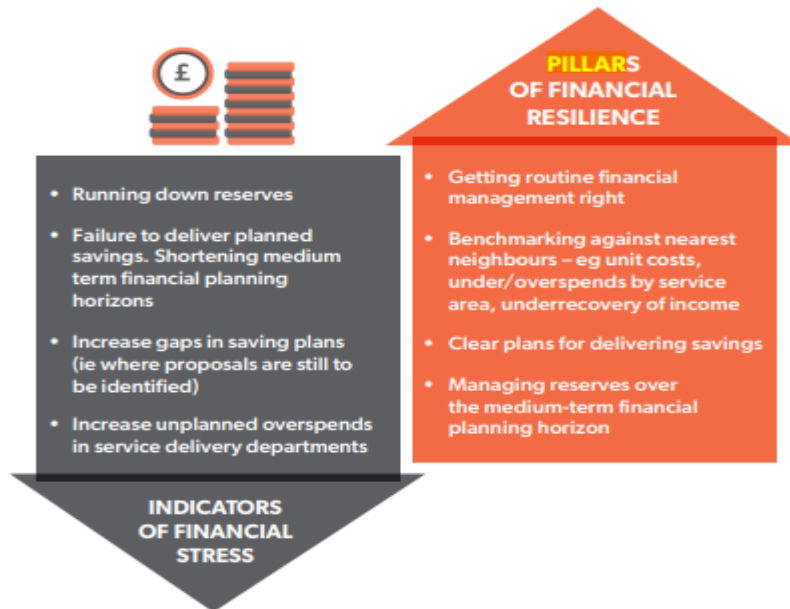 £
• Running down reserves
• Failure to deliver planned
savings. Shortening medium
term financial planning
horizons
• Increase gaps in saving plans
(ie where proposals are still to
be identified)
• Increase unplanned overspends
in service delivery departments
INDICATORS
OF FINANCIAL
STRESS
PILLARS
OF FINANCIAL
RESILIENCE
• Getting routine financial
management right
• Benchmarking against nearest
neighbours – eg unit costs,
under/overspends by service
area, underrecovery of income
• Clear plans for delivering savings
• Managing reserves over
the medium-term financial
planning horizon